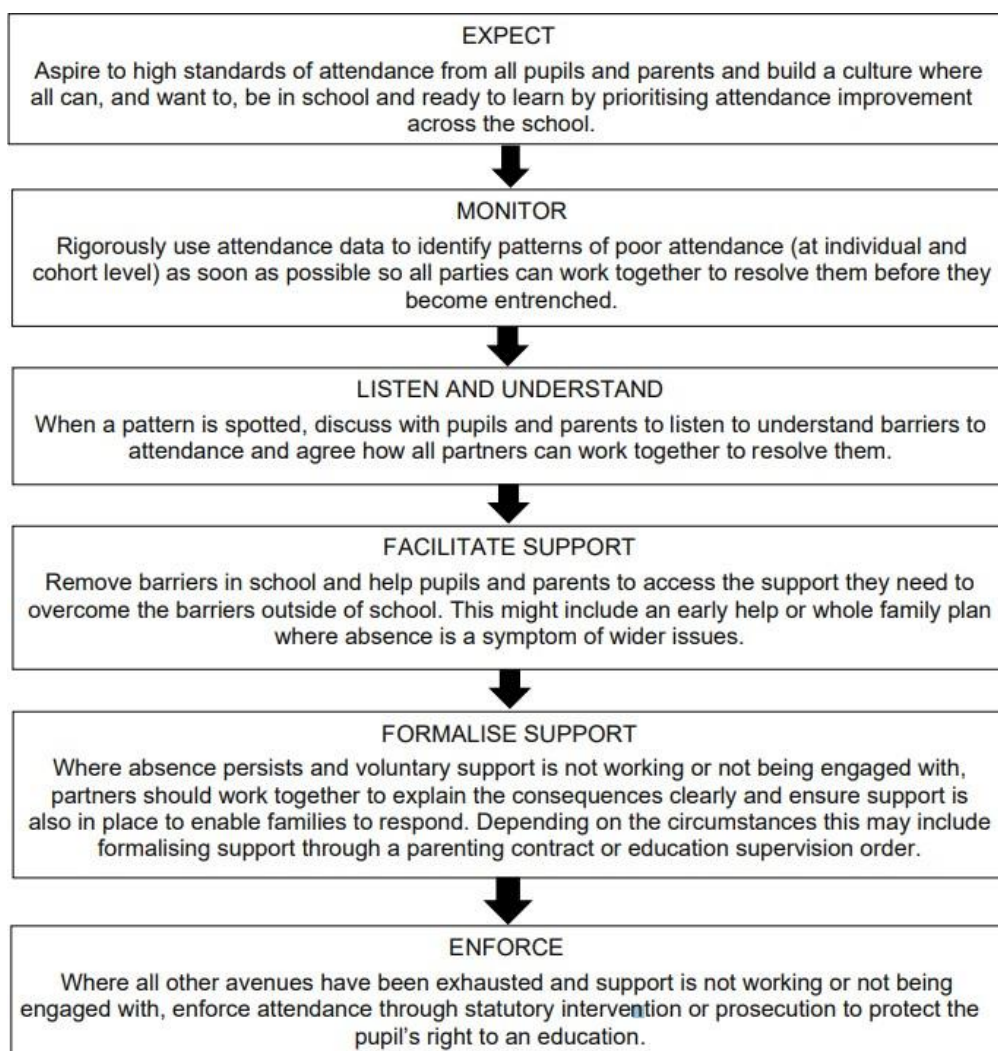 EXPECT
Aspire to high standards of attendance from all pupils and parents and build a culture where
all can, and want to, be in school and ready to learn by prioritising attendance improvement
across the school.
MONITOR
Rigorously use attendance data to identify patterns of poor attendance (at individual and
cohort level) as soon as possible so all parties can work together to resolve them before they
become entrenched.
LISTEN AND UNDERSTAND
When a pattern is spotted, discuss with pupils and parents to listen to understand barriers to
attendance and agree how all partners can work together to resolve them.
FACILITATE SUPPORT
Remove barriers in school and help pupils and parents to access the support they need to
overcome the barriers outside of school. This might include an early help or whole family plan
where absence is a symptom of wider issues.
FORMALISE SUPPORT
Where absence persists and voluntary support is not working or not being engaged with,
partners should work together to explain the consequences clearly and ensure support is
also in place to enable families to respond. Depending on the circumstances this may include
formalising support through a parenting contract or education supervision order.
ENFORCE
Where all other avenues have been exhausted and support is not working or not being
engaged with, enforce attendance through statutory intervention or prosecution to protect the
pupil's right to an education.